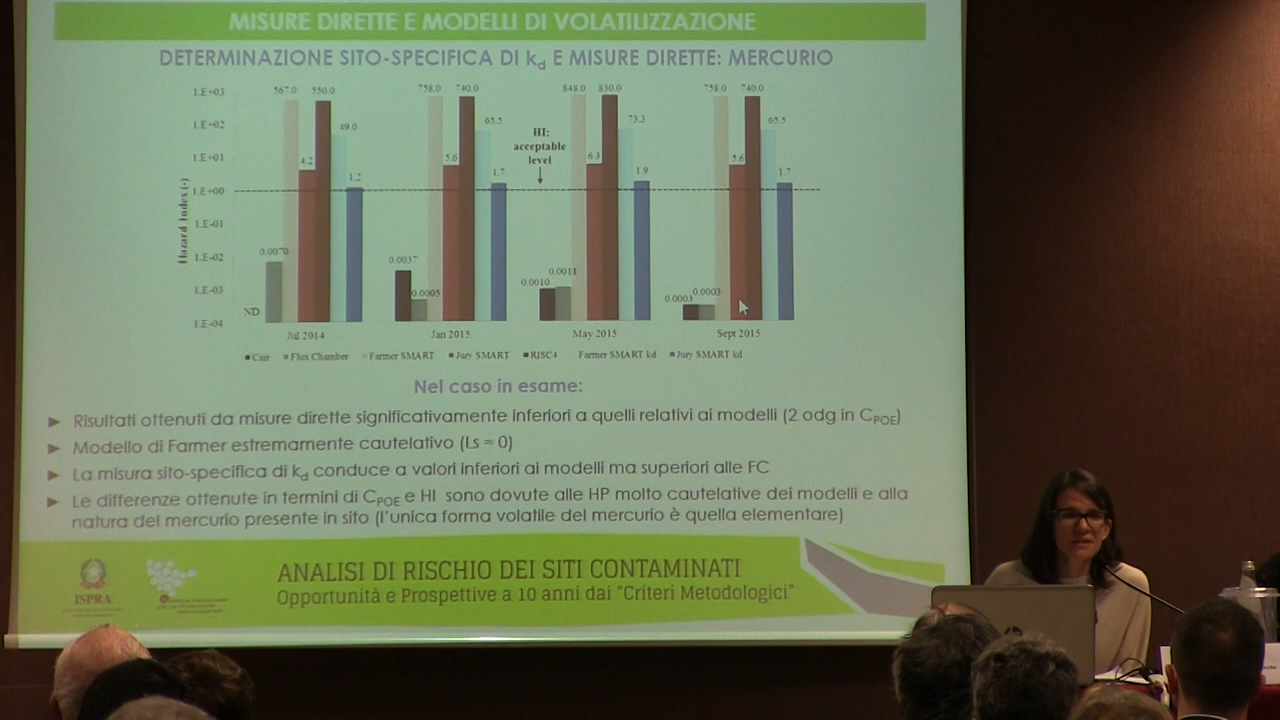 MISURE DIRETTE E MODELLI DI VOLATILIZZAZIONE
DETERMINAZIONE SITO-SPECIFICA DI kd E MISURE DIRETTE: MERCURIO
1.E+03
1.E+02
1.E+01
1.E+00
1.E-01
1.E-02
1.E-03
1.E-04
Hazard Index (-)
567.0 550.0 758.0 740.0 848.0 830.0 758.0 740.0
49.0 65.5 73.3 65.5
HI:
acceptable
level
4.2 5.6 6.3 5.6
1.2 1.7 1.9 1.7
0.0070 0.0037 0.0005 0.0010 0.0011 0.0003 0.0003
ND
Jul 2014 Jan 2015 May 2015 Sept 2015
Cair Flux Chamber Farmer SMART Jury SMART RISC4 Farmer SMART kd Jury SMART kd
Nel caso in esame:
► Risultati ottenuti da misure dirette significativamente inferiori a quelli relativi ai modelli (2 odg in CPOE)
► Modello di Farmer estremamente cautelativo (Ls ≈ 0)
► La misura sito-specifica di kd conduce a valori inferiori ai modelli ma superiori alle FC
► Le differenze ottenute in termini di CPOE e HI sono dovute alle HP molto cautelative dei modelli e alla
natura del mercurio presente in sito (l'unica forma volatile del mercurio è quella elementare)
ISPRA
ANALISI DI RISCHIO DEI SITI CONTAMINATI
Opportunità e Prospettive a 10 anni dai "Criteri Metodologici"
hp